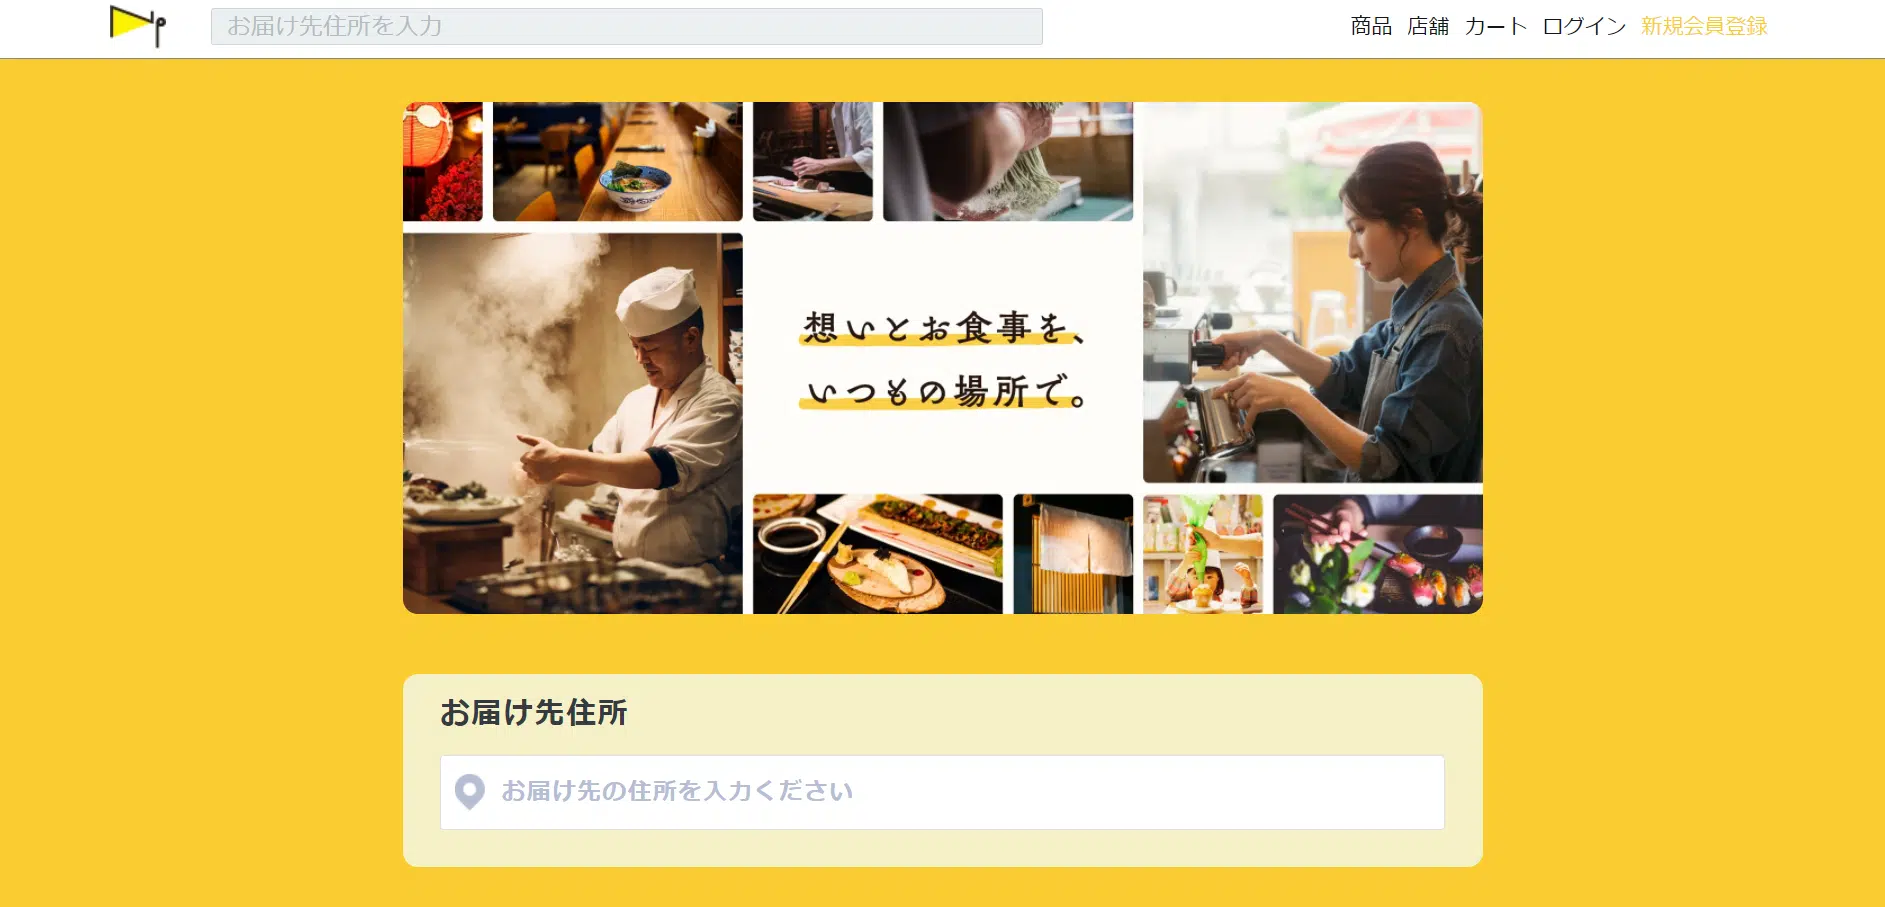 お届け先住所を入力
商品 店舗 カート ログイン 新規会員登録
想いとお食事を、
いつもの場所で。
お届け先住所
お届け先の住所を入力ください